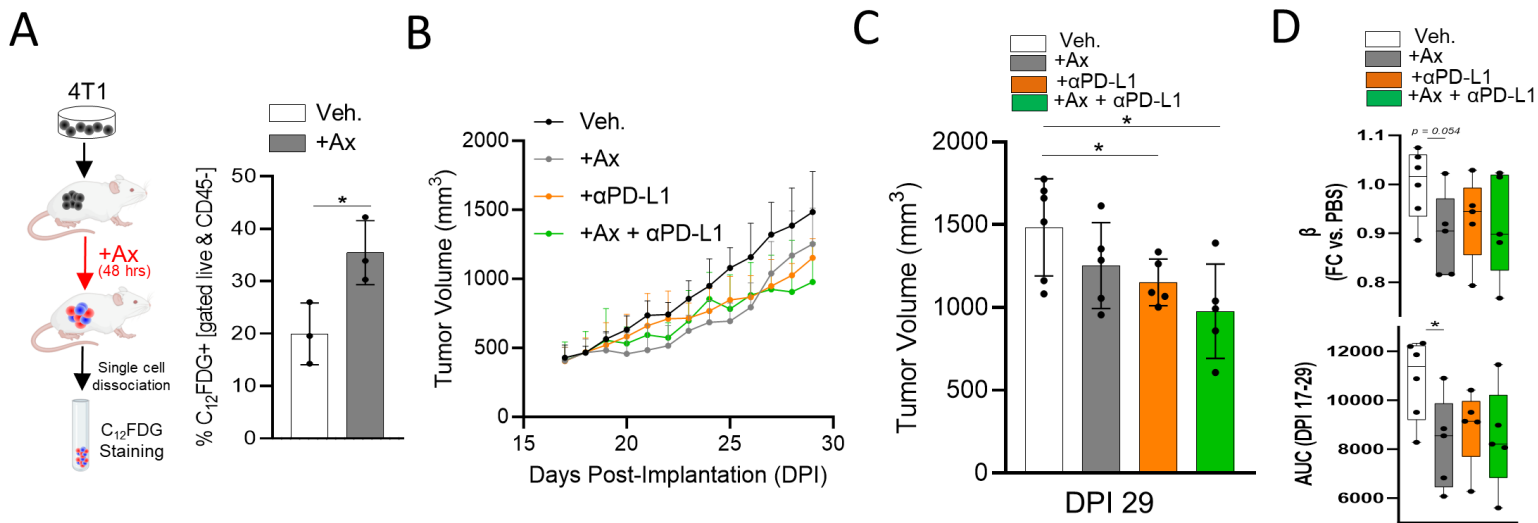 A
4T1
+Ax
(48 hrs)
Single cell
dissociation
C₁₂FDG
Staining
Veh.
+Ax
% C₁₂FDG+ [gated live & CD45-]
50
40
30
20
10
0
*
B
Veh.
+Ax
+αPD-L1
+Ax + αPD-L1
Tumor Volume (mm³)
2000
1500
1000
500
0
15
20
25
30
Days Post-Implantation (DPI)
C
Veh.
+Ax
+αPD-L1
+Ax + αPD-L1
*
*
Tumor Volume (mm³)
2000
1500
1000
500
0
DPI 29
D
Veh.
+Ax
+αPD-L1
+Ax + αPD-L1
p = 0.054
β
(FC vs. PBS)
1.1
1.0
0.9
0.8
*
AUC (DPI 17-29)
12000
10000
8000
6000